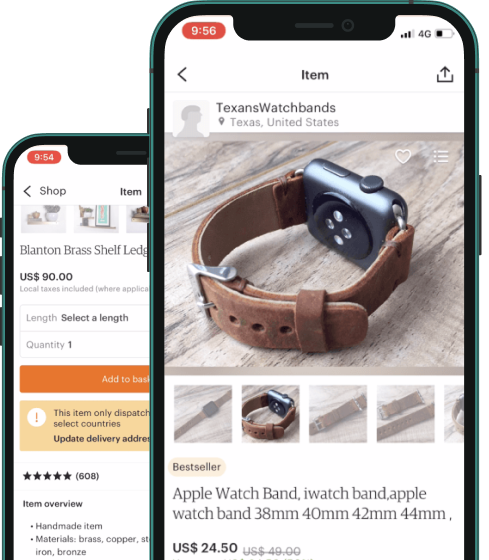 9:54
Shop
Item
Blanton Brass Shelf Ledg
US$ 90.00
Local taxes included (where applica
Length Select a length
Quantity 1
Add to bask
This item only dispatch
select countries
Update delivery addre
(608)
Item overview
• Handmade item
• Materials: brass, copper, st
iron, bronze
9:56
4G
Item
TexansWatchbands
Texas, United States
Bestseller
Apple Watch Band, iwatch band,apple
watch band 38mm 40mm 42mm 44mm ,
US$ 24.50 US$ 49.00